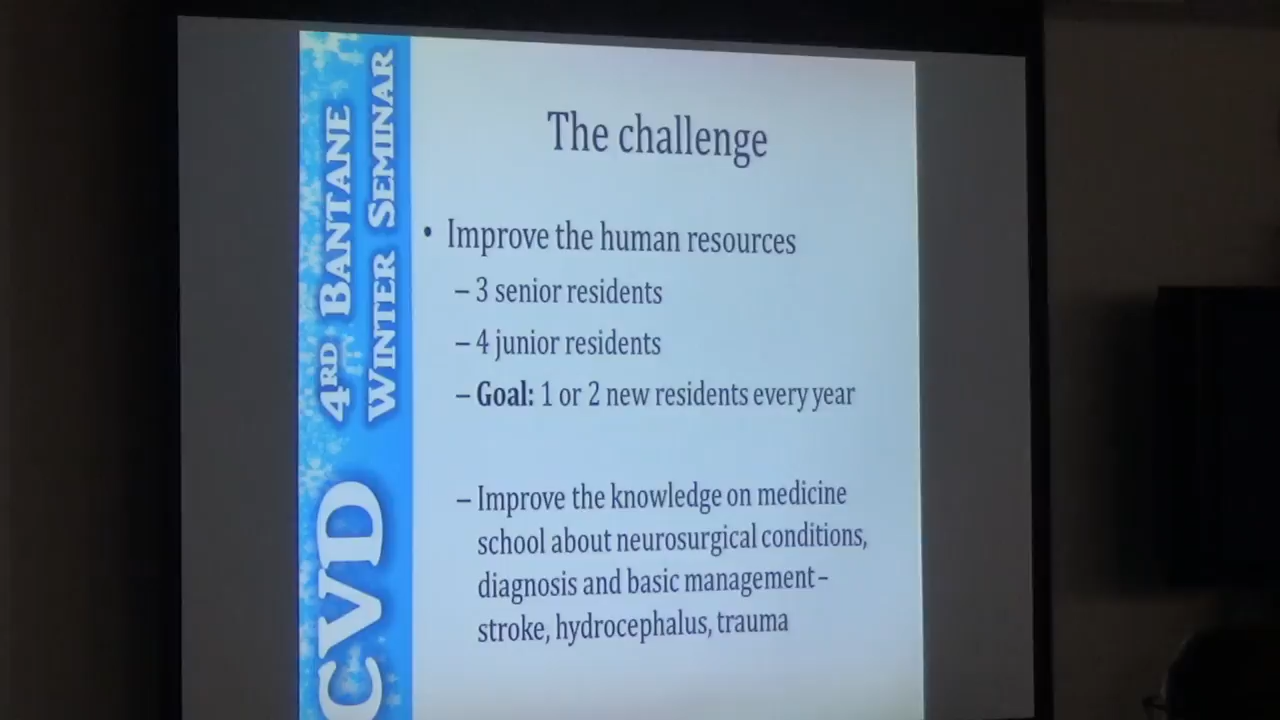 4RD BANTANE
WINTER SEMINAR
CVD
The challenge
• Improve the human resources
– 3 senior residents
– 4 junior residents
– Goal: 1 or 2 new residents every year
– Improve the knowledge on medicine
school about neurosurgical conditions,
diagnosis and basic management –
stroke, hydrocephalus, trauma